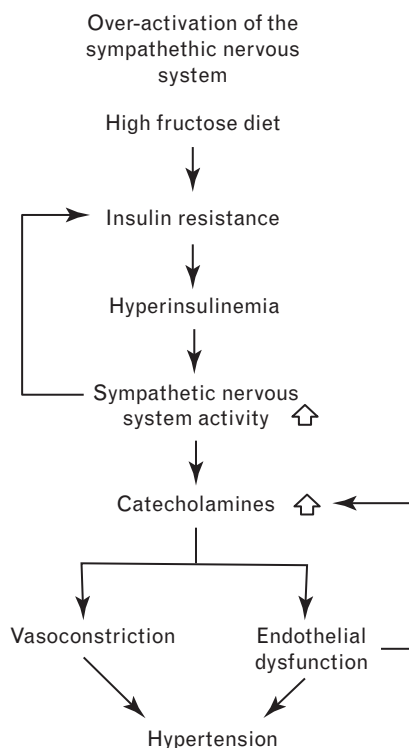 Over-activation of the
sympathethic nervous
system
High fructose diet
Insulin resistance
Hyperinsulinemia
Sympathetic nervous
system activity
Catecholamines
Vasoconstriction
Endothelial
dysfunction
Hypertension